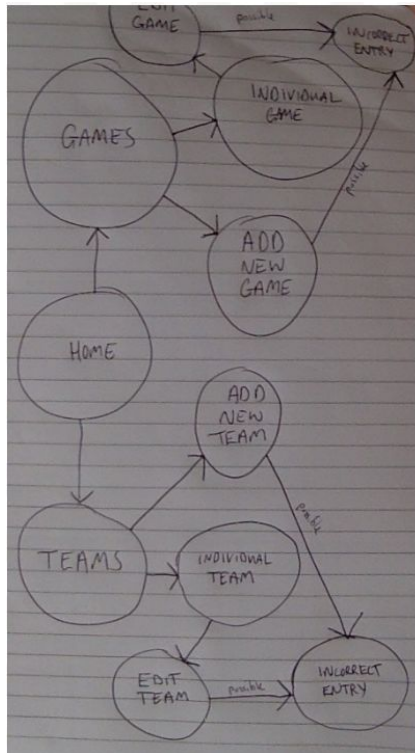 EDIT
GAME
possible
INCORRECT
ENTRY
INDIVIDUAL
GAME
GAMES
possible
ADD
NEW
GAME
HOME
ADD
NEW
TEAM
possible
TEAMS
INDIVIDUAL
TEAM
EDIT
TEAM
possible
INCORRECT
ENTRY